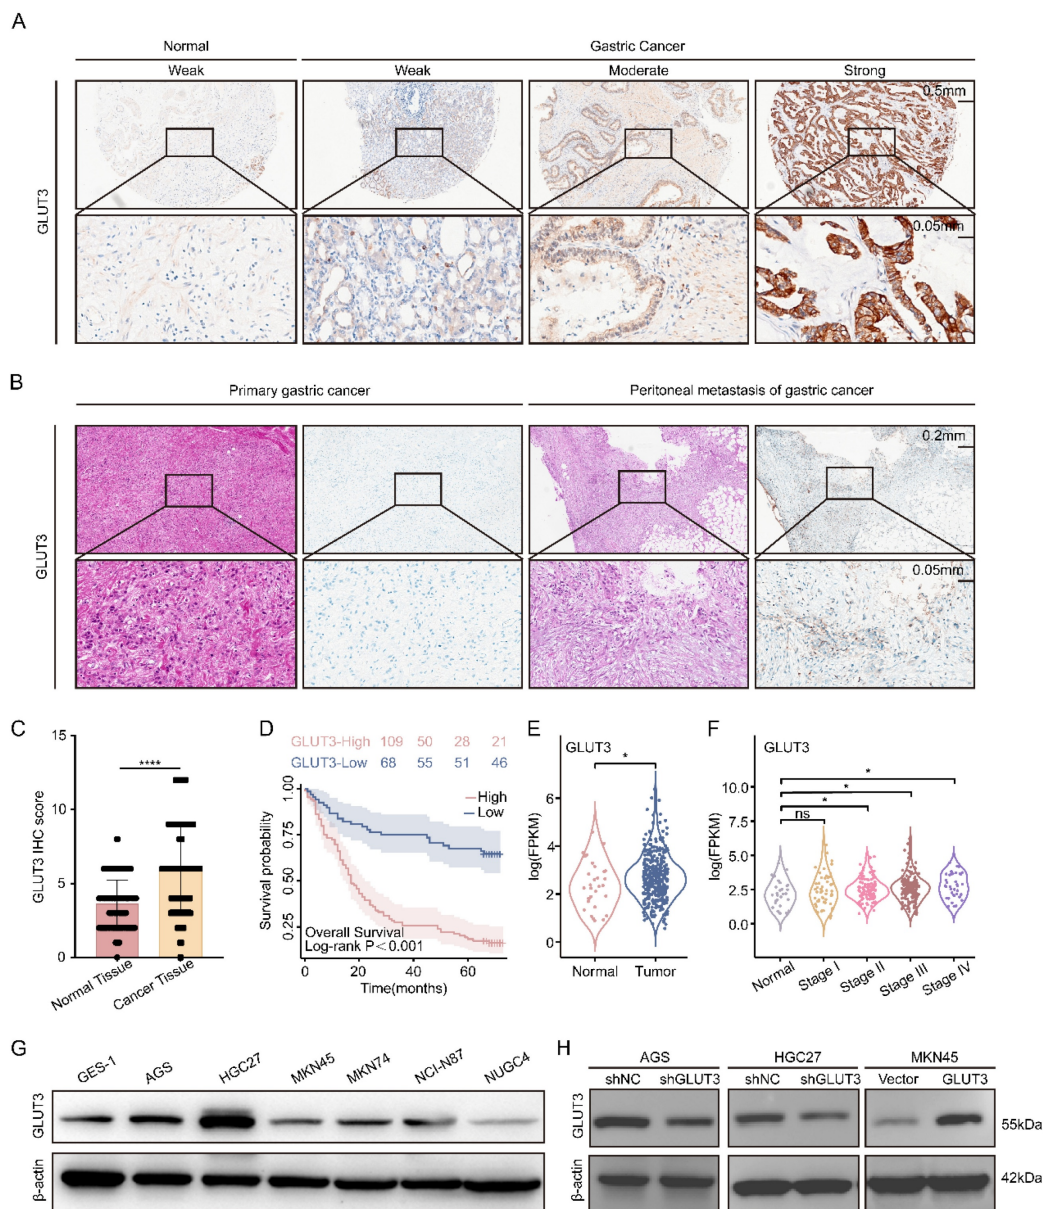 A
Normal
Gastric Cancer
Weak
Weak
Moderate
Strong
GLUT3
0.5mm
0.05mm
B
Primary gastric cancer
Peritoneal metastasis of gastric cancer
GLUT3
0.2mm
0.05mm
C
GLUT3 IHC score
15
10
5
0
****
Normal Tissue
Cancer Tissue
D
GLUT3-High 109 50 28 21
GLUT3-Low 68 55 51 46
Survival probability
1.00
0.75
0.50
0.25
High
Low
Overall Survival
Log-rank P<0.001
0 20 40 60
Time(months)
E
GLUT3
*
log(FPKM)
6
4
2
0
Normal
Tumor
F
GLUT3
*
*
*
ns
log(FPKM)
10.0
7.5
5.0
2.5
0.0
Normal
Stage I
Stage II
Stage III
Stage IV
G
GES-1
AGS
HGC27
MKN45
MKN74
NCI-N87
NUGC4
GLUT3
β-actin
H
AGS
HGC27
MKN45
shNC shGLUT3
shNC shGLUT3
Vector GLUT3
GLUT3
55kDa
β-actin
42kDa